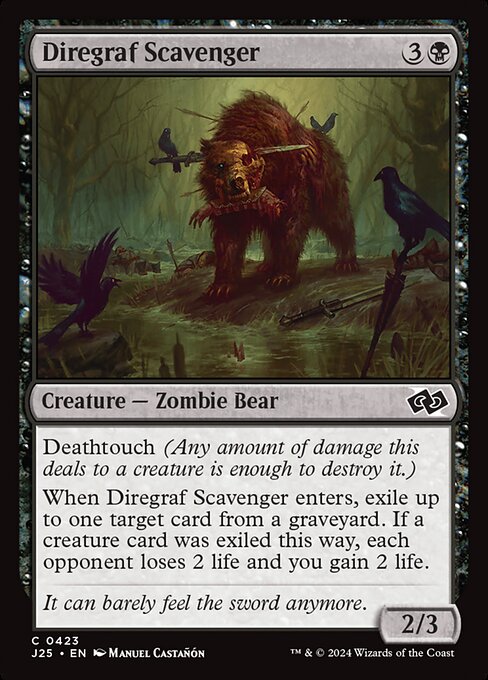 Diregraf Scavenger 3
Creature — Zombie Bear
Deathtouch (Any amount of damage this
deals to a creature is enough to destroy it.)
When Diregraf Scavenger enters, exile up
to one target card from a graveyard. If a
creature card was exiled this way, each
opponent loses 2 life and you gain 2 life.
It can barely feel the sword anymore.
2/3
C 0423
J25 • EN Manuel Castañón
™ & © 2024 Wizards of the Coast